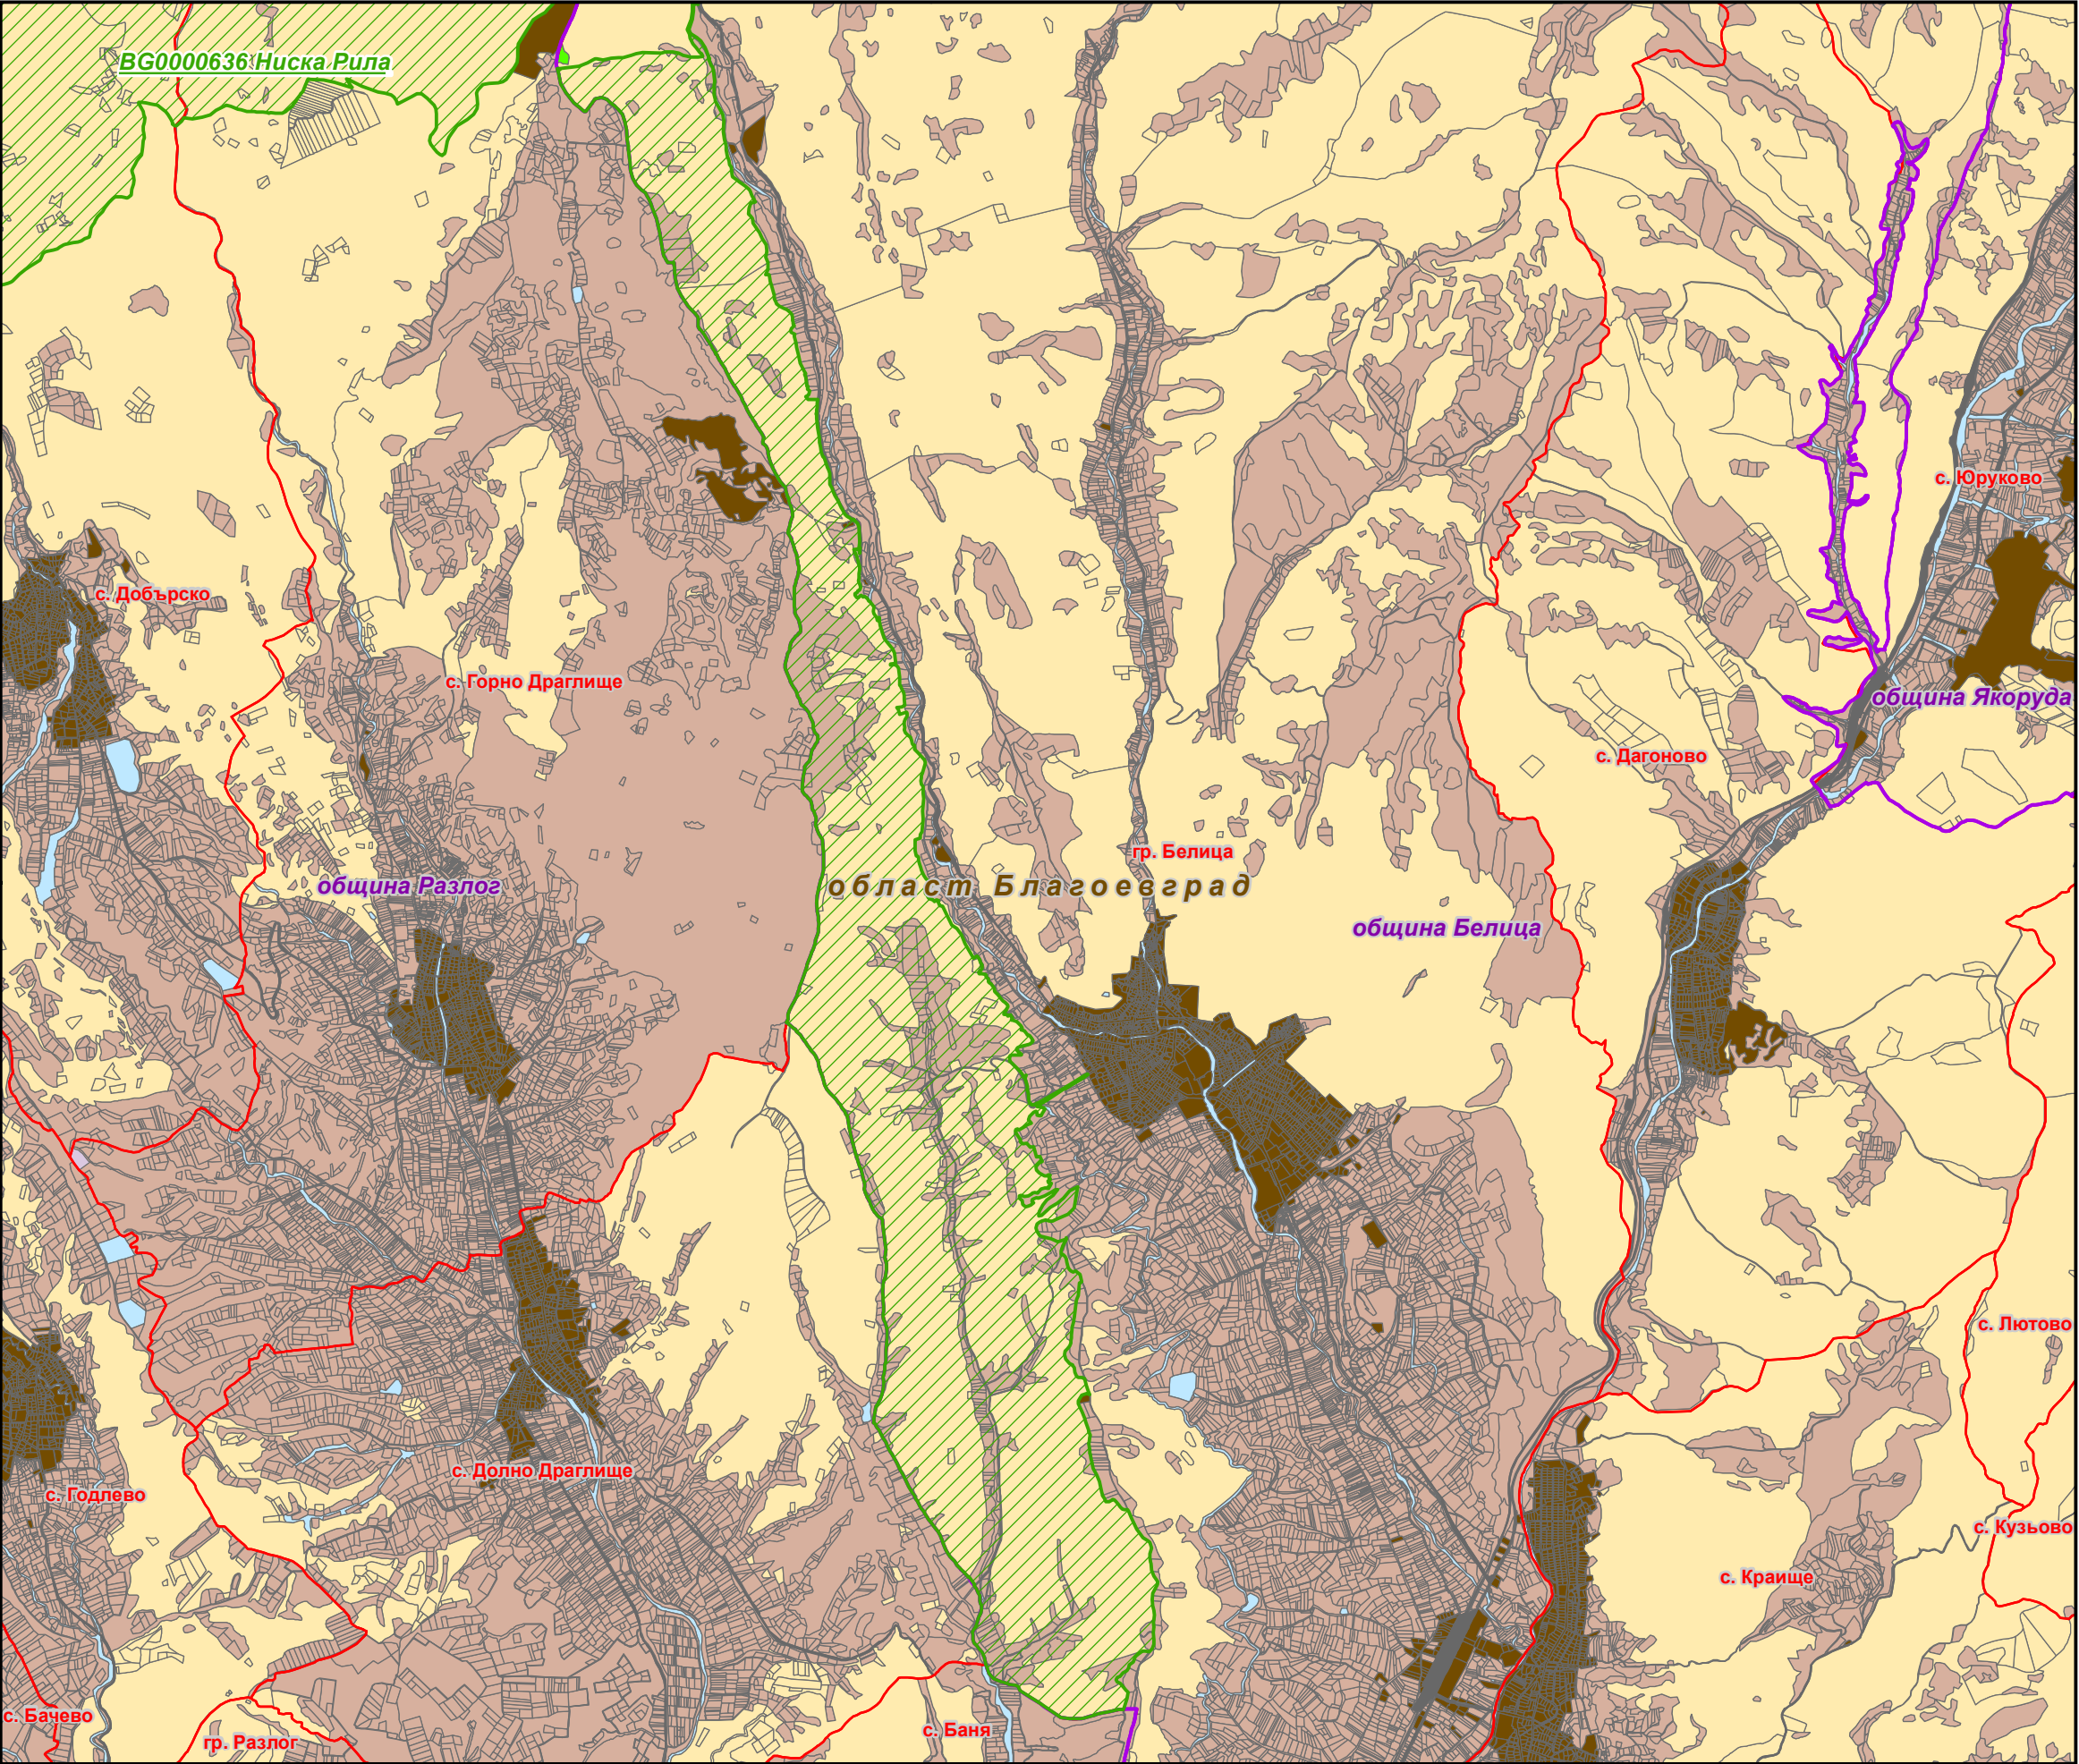 BG0000636 Ниска Рила
с. Юруково
с. Добърско
с. Горно Драглище
община Якоруда
с. Дагоново
гр. Белица
община Разлог
област Благоевград
община Белица
с. Лютово
с. Долно Драглище
с. Годлево
с. Кузьово
с. Краище
с. Бачево
с. Баня
гр. Разлог